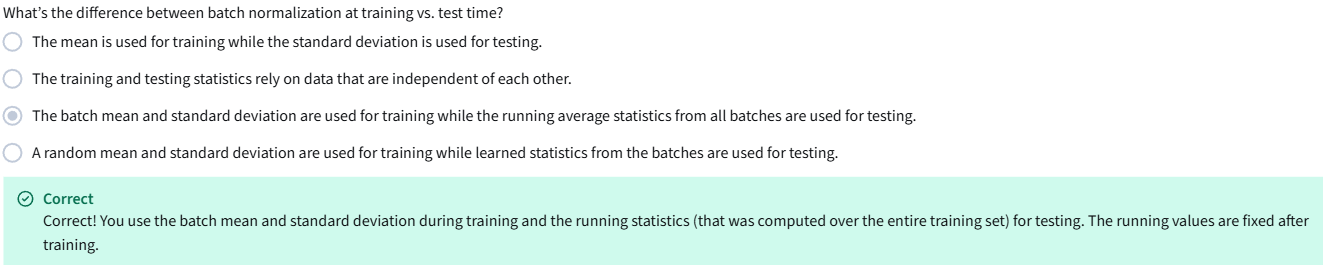 What’s the difference between batch normalization at training vs. test time?
The mean is used for training while the standard deviation is used for testing.
The training and testing statistics rely on data that are independent of each other.
The batch mean and standard deviation are used for training while the running average statistics from all batches are used for testing.
A random mean and standard deviation are used for training while learned statistics from the batches are used for testing.
Correct
Correct! You use the batch mean and standard deviation during training and the running statistics (that was computed over the entire training set) for testing. The running values are fixed after
training.